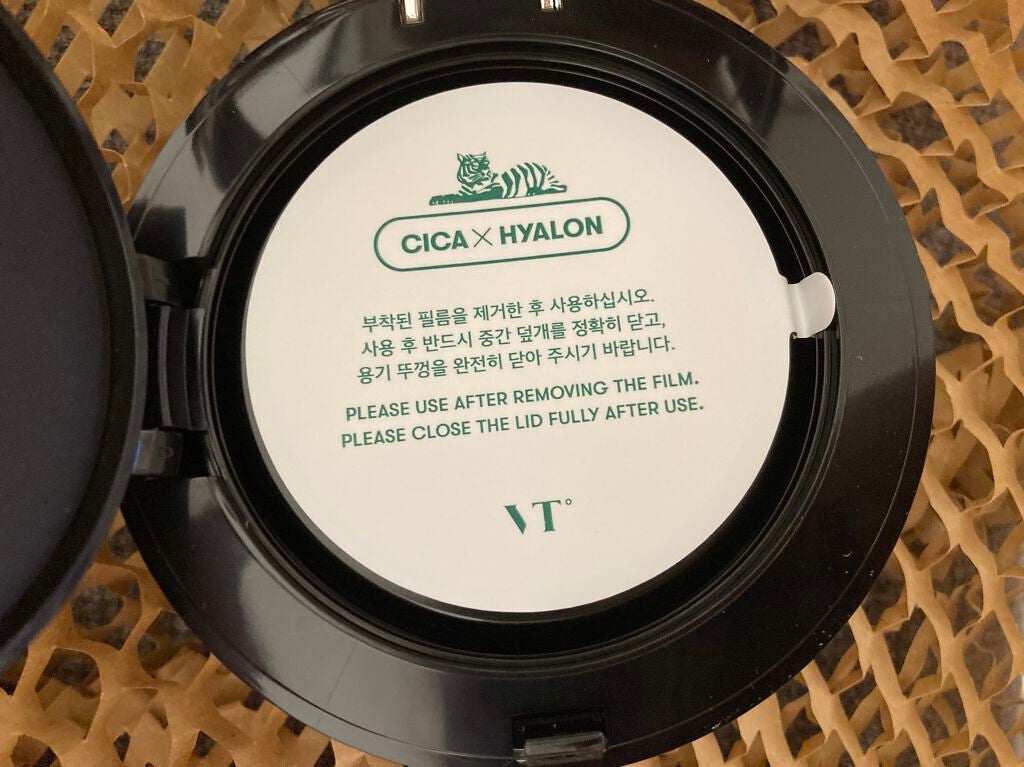 CICA×HYALON
부착된 필름을 제거한 후 사용하십시오.
사용 후 반드시 중간 덮개를 정확히 닫고,
용기 뚜껑을 완전히 닫아 주시기 바랍니다.
PLEASE USE AFTER REMOVING THE FILM.
PLEASE CLOSE THE LID FULLY AFTER USE.
VT°